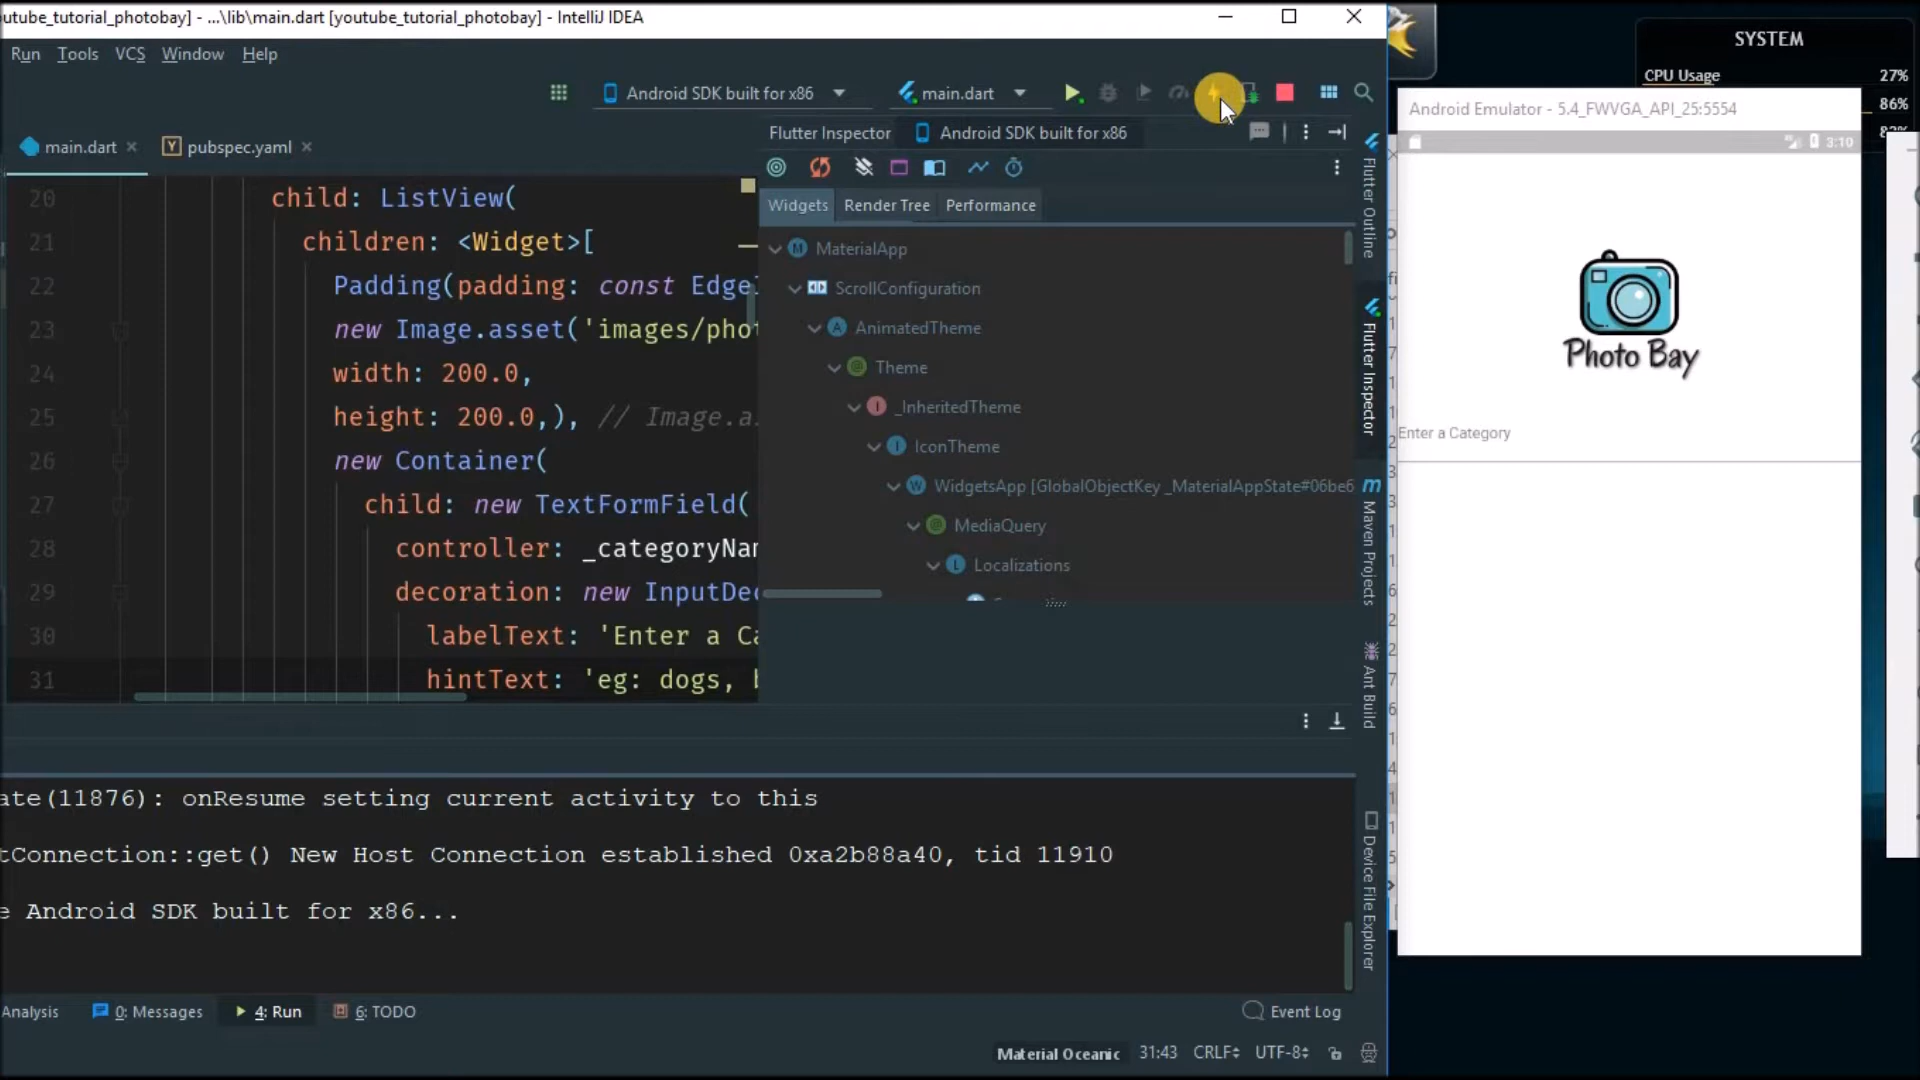 outube_tutorial_photobay] - ...\lib\main.dart [youtube_tutorial_photobay] - IntelliJ IDEA
Run Tools VCS Window Help
Android SDK built for x86
main.dart
main.dart
pubspec.yaml
20 child: ListView(
21 children: <Widget>[
22 Padding(padding: const Edge
23 new Image.asset('images/phot
24 width: 200.0,
25 height: 200.0,), // Image.a
26 new Container(
27 child: new TextFormField(
28 controller: _categoryNam
29 decoration: new InputDec
30 labelText: 'Enter a Ca
31 hintText: 'eg: dogs, b
Flutter Inspector
Android SDK built for x86
Widgets Render Tree Performance
MaterialApp
ScrollConfiguration
AnimatedTheme
Theme
_InheritedTheme
IconTheme
WidgetsApp [GlobalObjectKey _MaterialAppState#06be6
MediaQuery
Localizations
Flutter Outline
Flutter Inspector
Maven Projects
Ant Build
Device File Explorer
ate(11876): onResume setting current activity to this
tConnection::get() New Host Connection established 0xa2b88a40, tid 11910
e Android SDK built for x86...
Analysis
0: Messages
4: Run
6: TODO
Event Log
Material Oceanic 31:43 CRLF UTF-8
SYSTEM
CPU Usage 27%
86%
Android Emulator - 5.4_FWVGA_API_25:5554
3:10
Photo Bay
Enter a Category